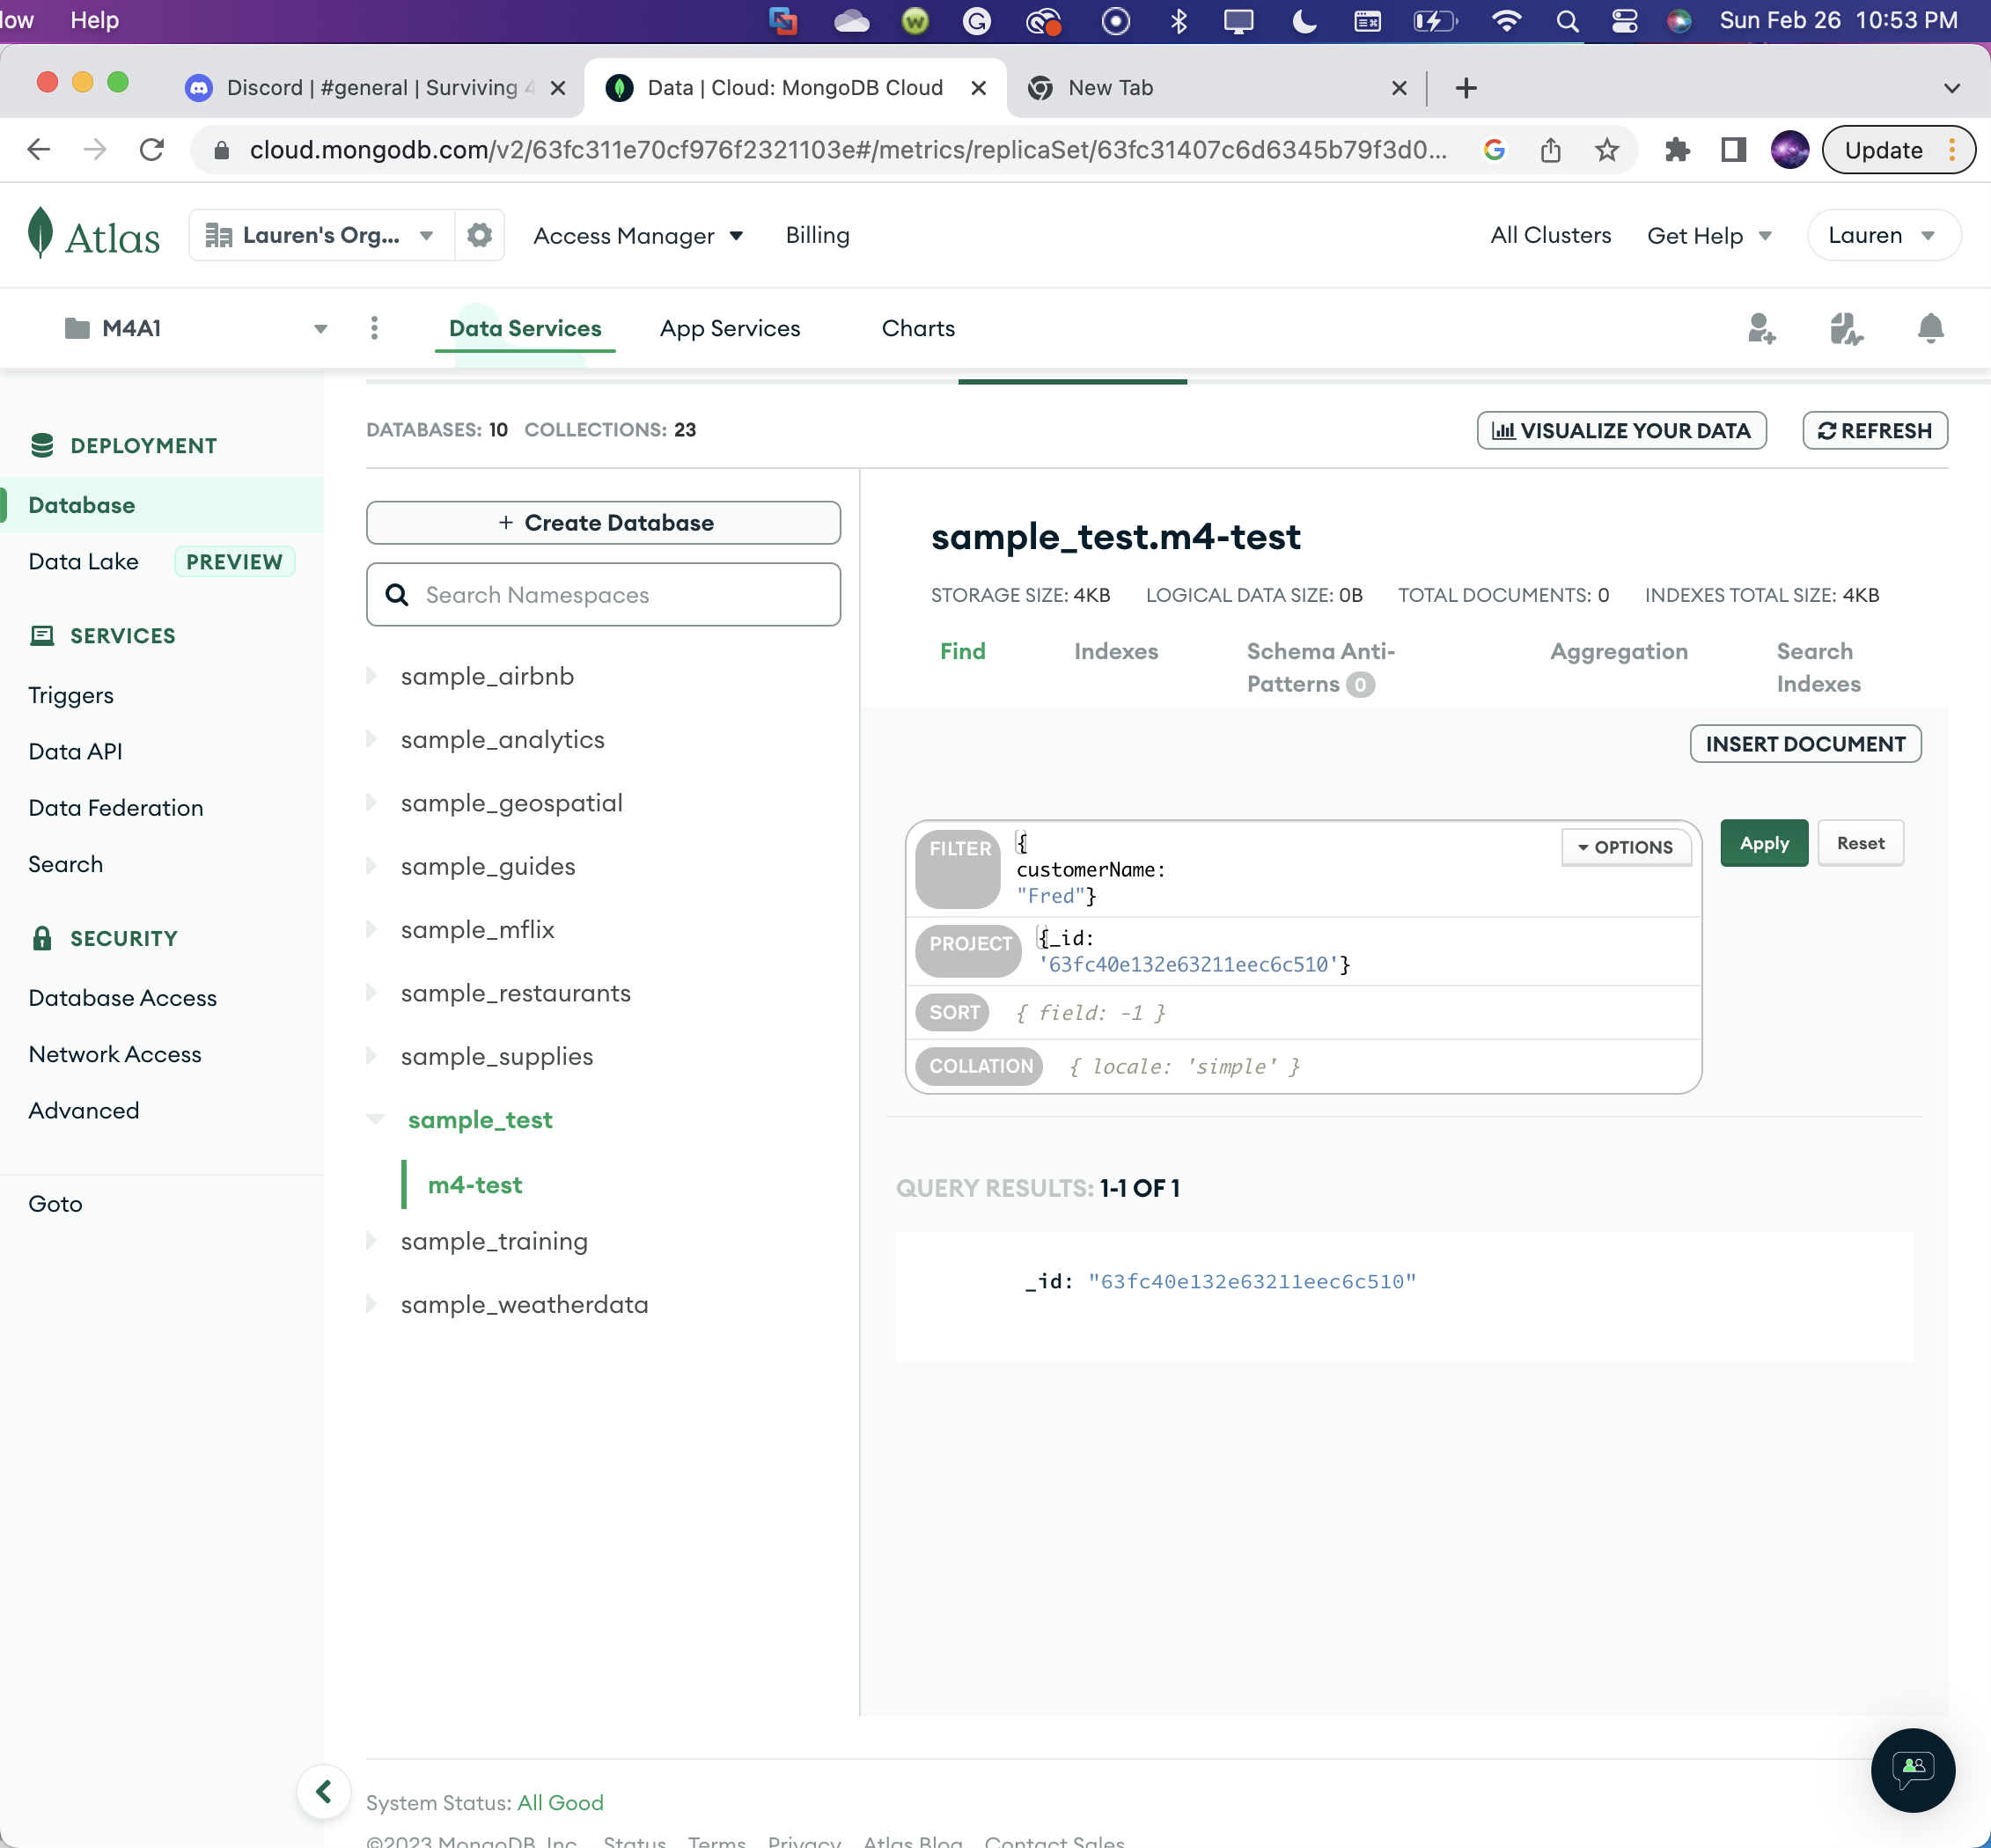 low Help Sun Feb 26 10:53 PM
Discord | #general | Surviving 4 Data | Cloud: MongoDB Cloud New Tab
cloud.mongodb.com/v2/63fc311e70cf976f2321103e#/metrics/replicaSet/63fc31407c6d6345b79f3d0... Update
Atlas Lauren's Org... Access Manager Billing All Clusters Get Help Lauren
M4A1 Data Services App Services Charts
DEPLOYMENT
Database
Data Lake PREVIEW
SERVICES
Triggers
Data API
Data Federation
Search
SECURITY
Database Access
Network Access
Advanced
Goto
DATABASES: 10 COLLECTIONS: 23
VISUALIZE YOUR DATA REFRESH
+ Create Database
Search Namespaces
sample_airbnb
sample_analytics
sample_geospatial
sample_guides
sample_mflix
sample_restaurants
sample_supplies
sample_test
m4-test
sample_training
sample_weatherdata
sample_test.m4-test
STORAGE SIZE: 4KB LOGICAL DATA SIZE: 0B TOTAL DOCUMENTS: 0 INDEXES TOTAL SIZE: 4KB
Find Indexes Schema Anti- Aggregation Search
Patterns 0 Indexes
INSERT DOCUMENT
FILTER { OPTIONS Apply Reset
customerName:
"Fred"}
PROJECT {_id:
'63fc40e132e63211eec6c510'}
SORT { field: -1 }
COLLATION { locale: 'simple' }
QUERY RESULTS: 1-1 OF 1
_id: "63fc40e132e63211eec6c510"
System Status: All Good
©2023 MongoDB, Inc. Status Terms Privacy Atlas Blog Contact Sales